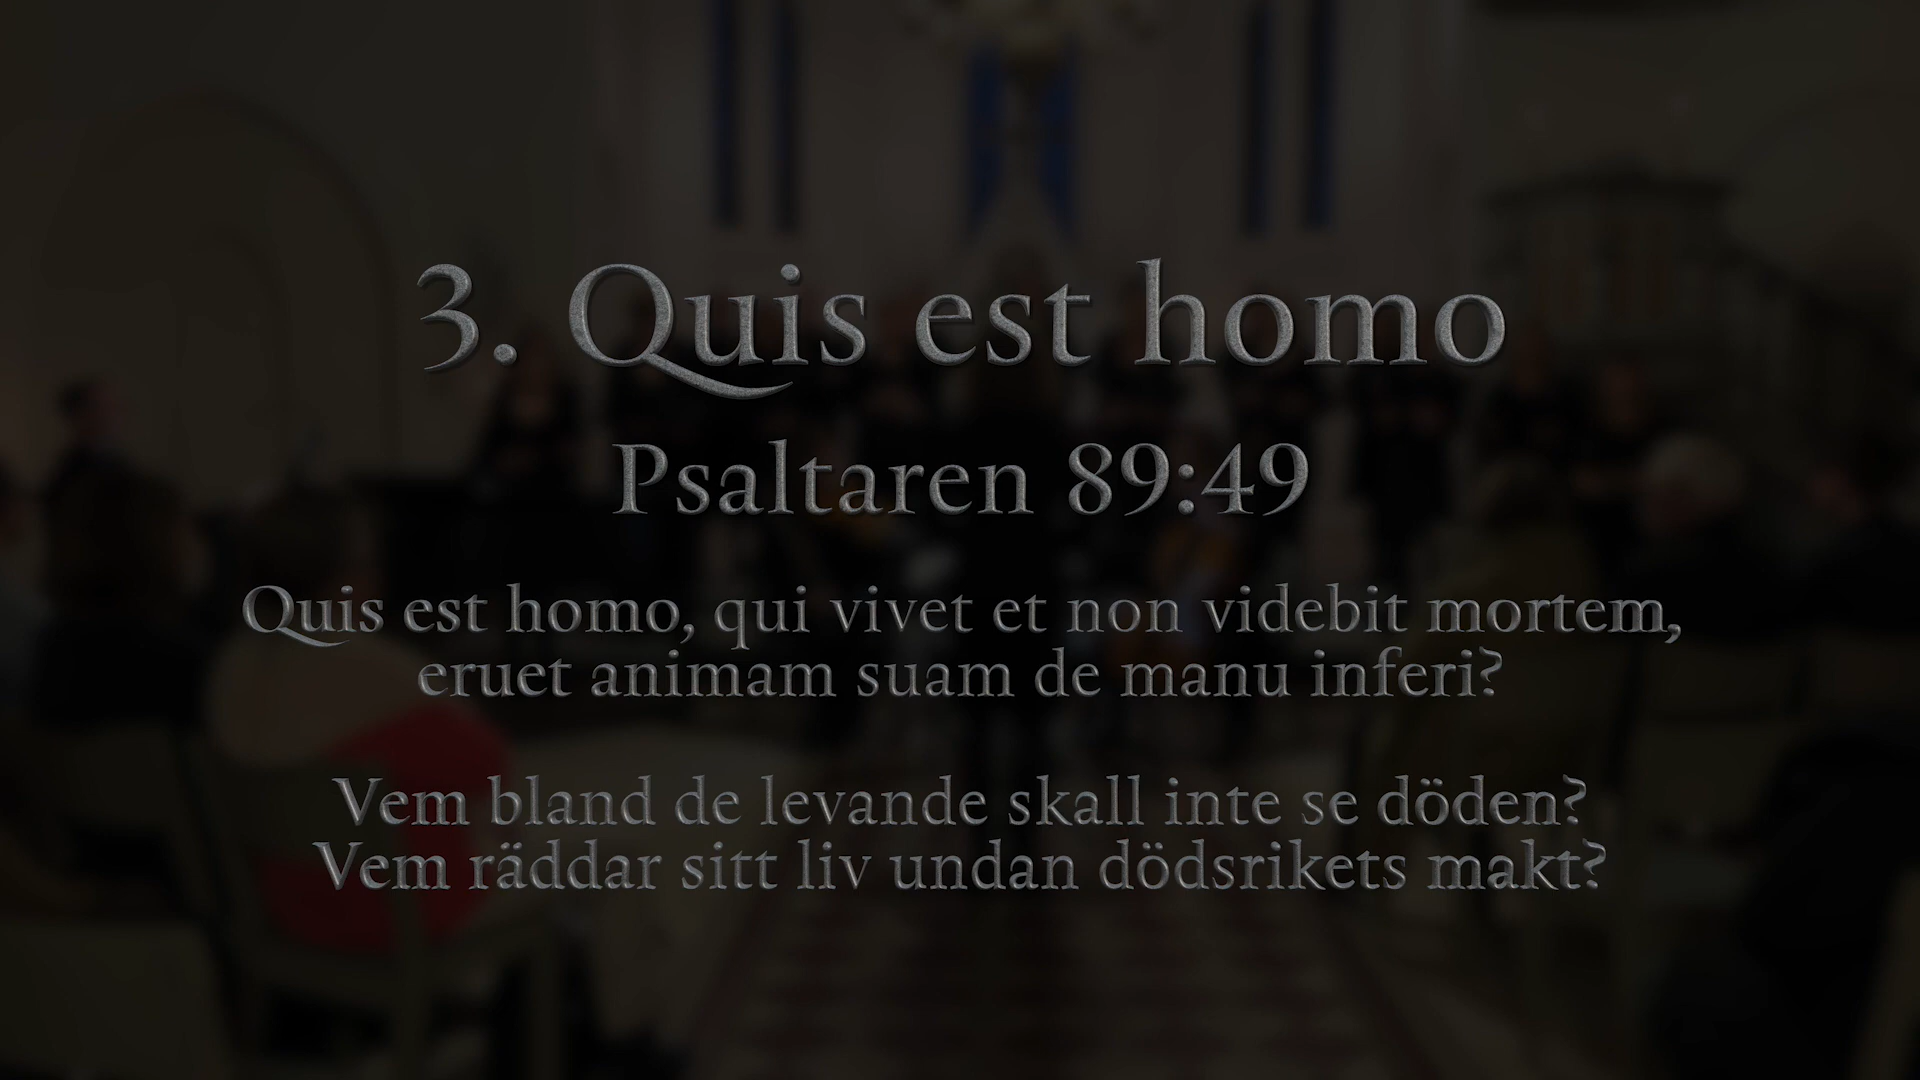 3. Quis est homo
Psaltaren 89:49
Quis est homo, qui vivet et non videbit mortem,
eruet animam suam de manu inferi?
Vem bland de levande skall inte se döden?
Vem räddar sitt liv undan dödsrikets makt?